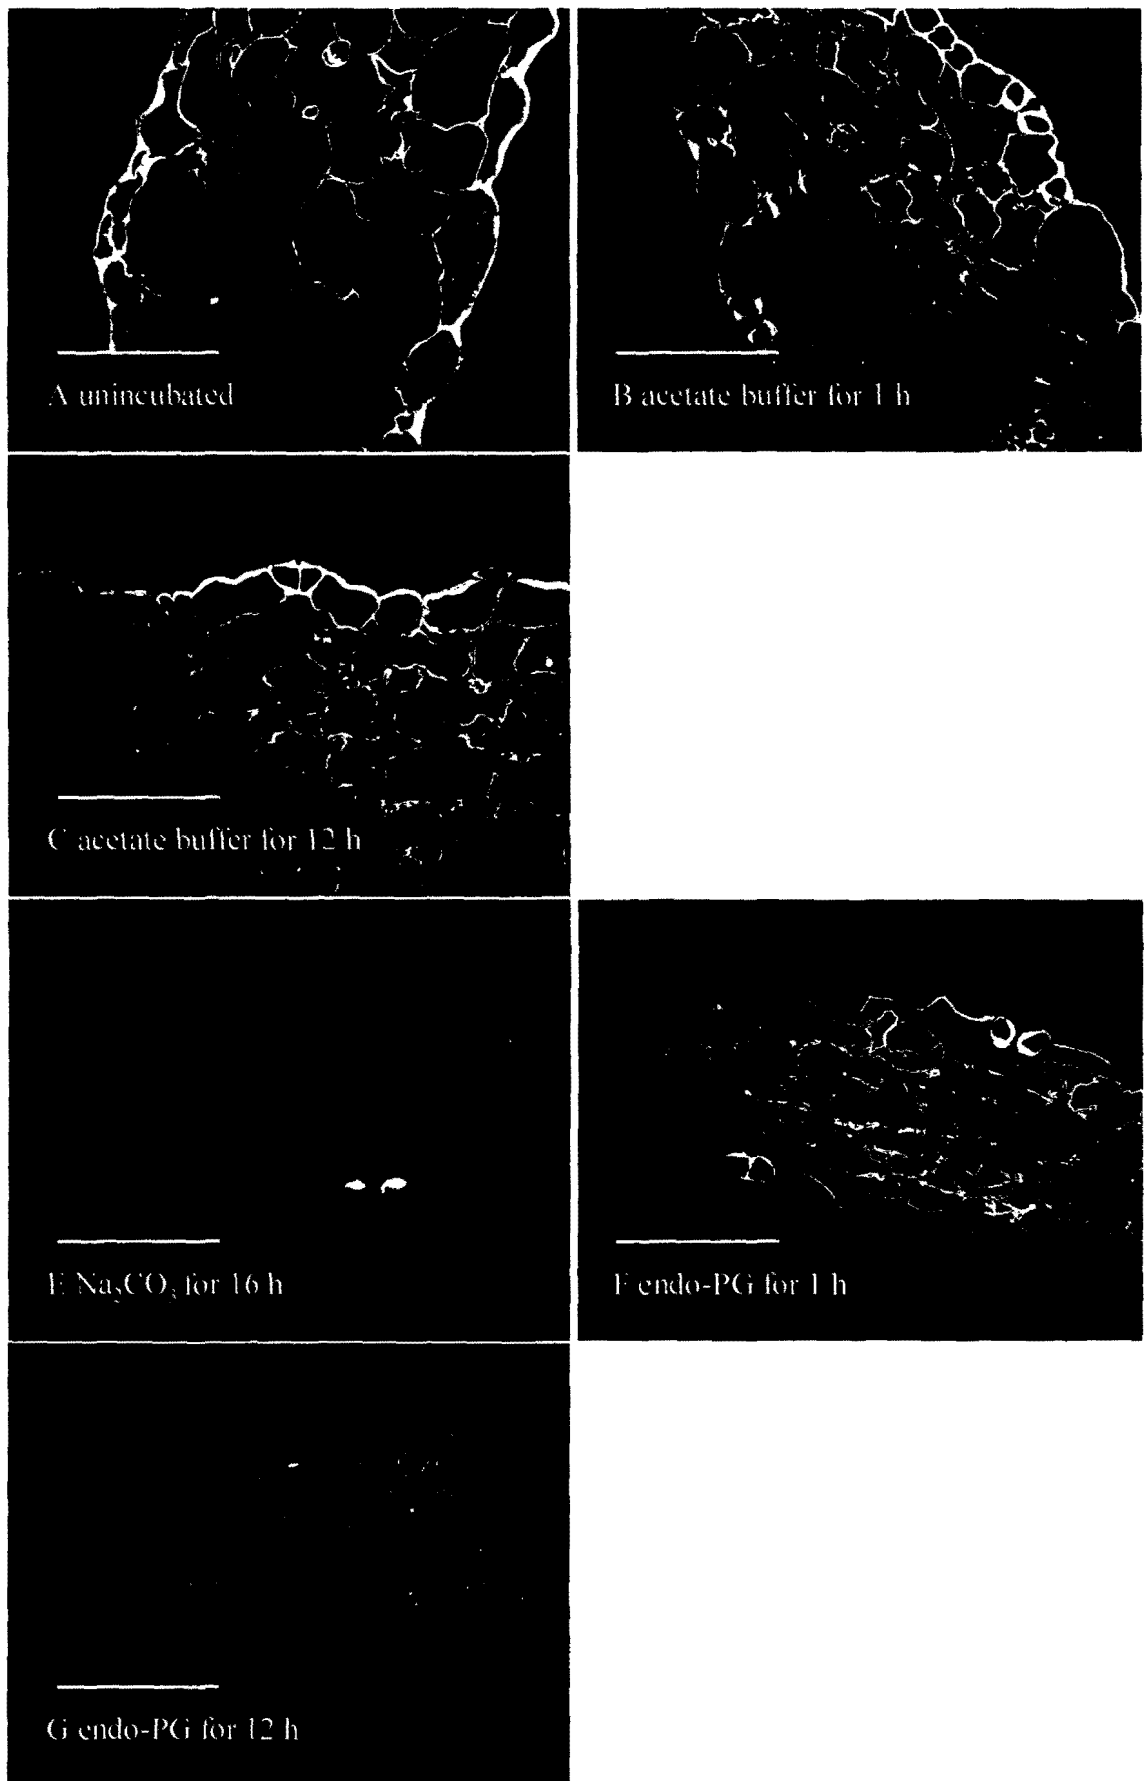 A unincubated
B acetate buffer for 1 h
C acetate buffer for 12 h
E Na₂CO₃ for 16 h
F endo-PG for 1 h
G endo-PG for 12 h